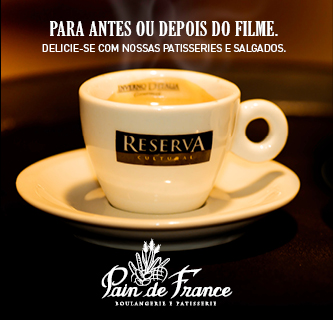 PARA ANTES OU DEPOIS DO FILME.
DELICIE-SE COM NOSSAS PATISSERIES E SALGADOS.
RESERVA
CULTURAL
Pain de France
BOULANGERIE Y PATISSERIE